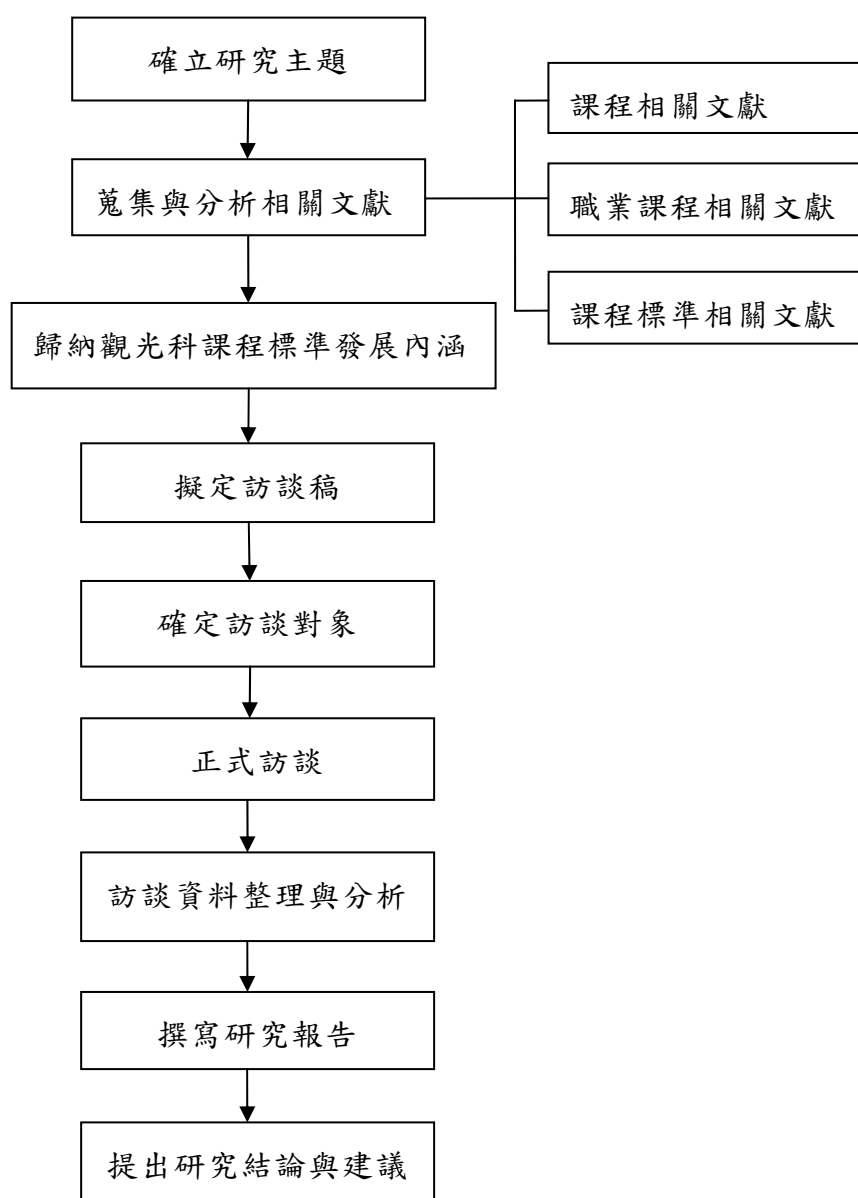 確立研究主題
蒐集與分析相關文獻
課程相關文獻
職業課程相關文獻
課程標準相關文獻
歸納觀光科課程標準發展內涵
擬定訪談稿
確定訪談對象
正式訪談
訪談資料整理與分析
撰寫研究報告
提出研究結論與建議